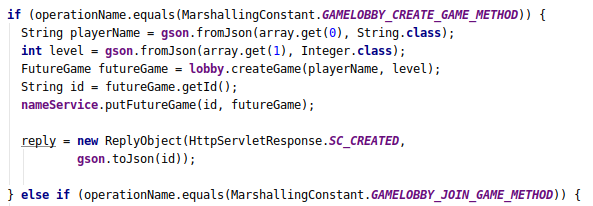 if (operationName.equals(MarshallingConstant.GAMELOBBY_CREATE_GAME_METHOD)) {
String playerName = gson.fromJson(array.get(0), String.class);
int level = gson.fromJson(array.get(1), Integer.class);
FutureGame futureGame = lobby.createGame(playerName, level);
String id = futureGame.getId();
nameService.putFutureGame(id, futureGame);
reply = new ReplyObject(HttpServletResponse.SC_CREATED,
gson.toJson(id));
} else if (operationName.equals(MarshallingConstant.GAMELOBBY_JOIN_GAME_METHOD)) {